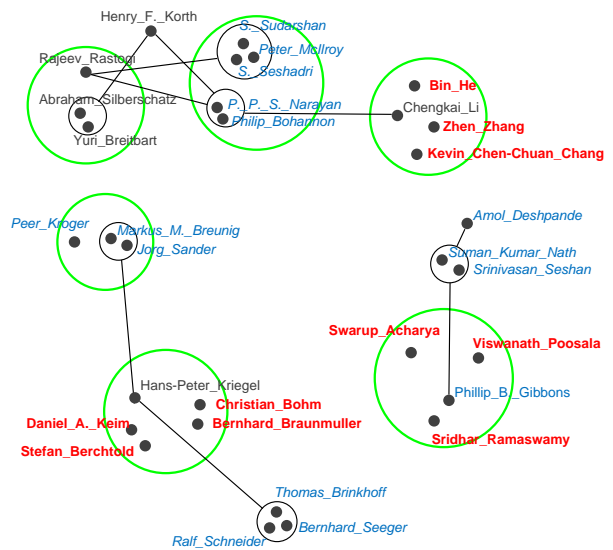 Henry_F._Korth
S._Sudarshan
Peter_McIlroy
Rajeev_Rastogi
S._Seshadri
Bin_He
Abraham_Silberschatz
P._P._S._Narayan
Chengkai_Li
Philip_Bohannon
Zhen_Zhang
Yuri_Breitbart
Kevin_Chen-Chuan_Chang
Peer_Kroger
Markus_M._Breunig
Jorg_Sander
Amol_Deshpande
Suman_Kumar_Nath
Srinivasan_Seshan
Swarup_Acharya
Viswanath_Poosala
Hans-Peter_Kriegel
Phillip_B._Gibbons
Christian_Bohm
Daniel_A._Keim
Bernhard_Braunmuller
Stefan_Berchtold
Sridhar_Ramaswamy
Thomas_Brinkhoff
Bernhard_Seeger
Ralf_Schneider